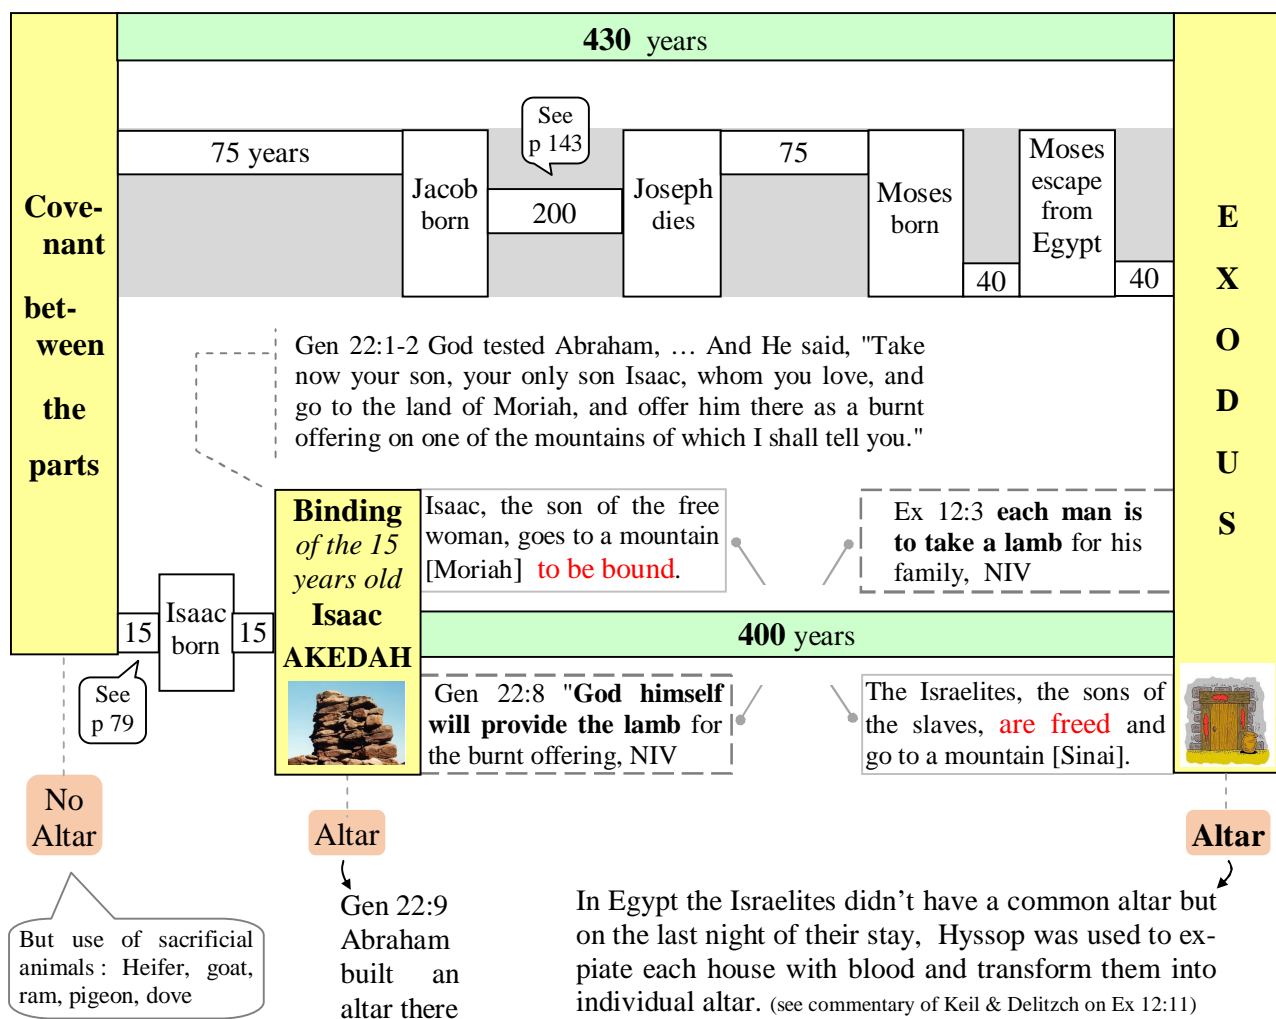 430 years
Cove-
nant
bet-
ween
the
parts
75 years
Jacob
born
See
p 143
200
Joseph
dies
75
Moses
born
40
Moses
escape
from
Egypt
40
E
X
O
D
U
S
Gen 22:1-2 God tested Abraham, … And He said, "Take
now your son, your only son Isaac, whom you love, and
go to the land of Moriah, and offer him there as a burnt
offering on one of the mountains of which I shall tell you."
15
See
p 79
Isaac
born
15
Binding
of the 15
years old
Isaac
AKEDAH
Isaac, the son of the free
woman, goes to a mountain
[Moriah] to be bound.
Ex 12:3 each man is
to take a lamb for his
family, NIV
400 years
Gen 22:8 "God himself
will provide the lamb for
the burnt offering, NIV
The Israelites, the sons of
the slaves, are freed and
go to a mountain [Sinai].
No
Altar
Altar
Altar
But use of sacrificial
animals : Heifer, goat,
ram, pigeon, dove
Gen 22:9
Abraham
built an
altar there
In Egypt the Israelites didn’t have a common altar but
on the last night of their stay, Hyssop was used to ex-
piate each house with blood and transform them into
individual altar. (see commentary of Keil & Delitzch on Ex 12:11)